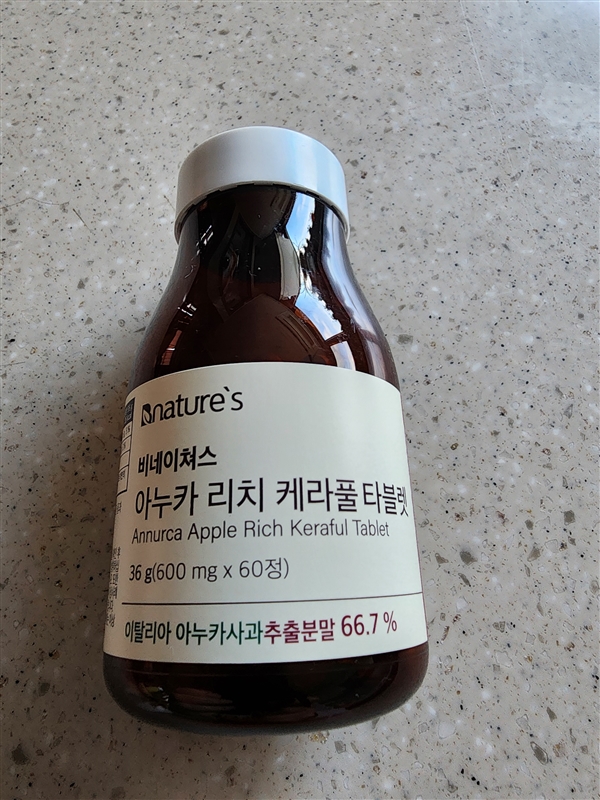 Bnature`s
비네이쳐스
아누카 리치 케라풀 타블렛
Annurca Apple Rich Keraful Tablet
36 g(600 mg x 60정)
이탈리아 아누카사과추출분말 66.7 %